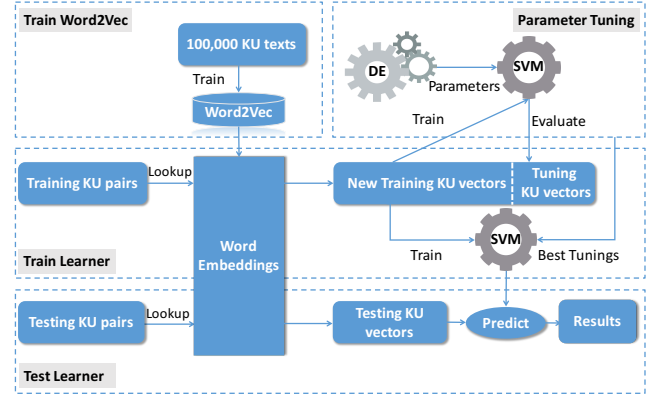 Train Word2Vec
Parameter Tuning
100,000 KU texts
Train
Word2Vec
DE
Parameters
SVM
Train
Evaluate
Training KU pairs
Lookup
New Training KU vectors
Tuning
KU vectors
Word
Embeddings
SVM
Train
Best Tunings
Train Learner
Testing KU pairs
Lookup
Testing KU
vectors
Predict
Results
Test Learner